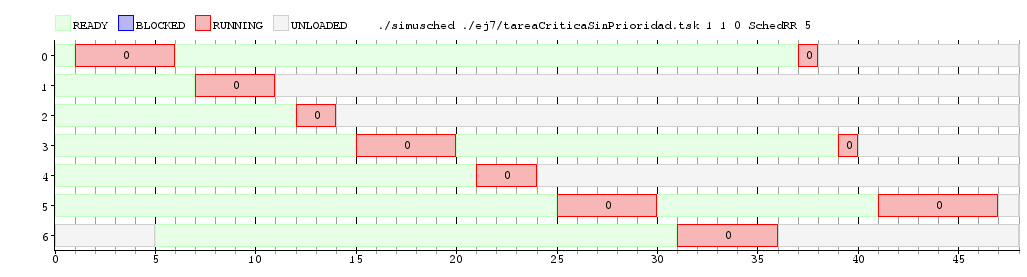 READY BLOCKED RUNNING UNLOADED ./simusched ./ej7/tareaCriticaSinPrioridad.tsk 1 1 0 SchedRR 5
0 0 0
1 0
2 0
3 0 0
4 0
5 0 0
6 0
0 5 10 15 20 25 30 35 40 45